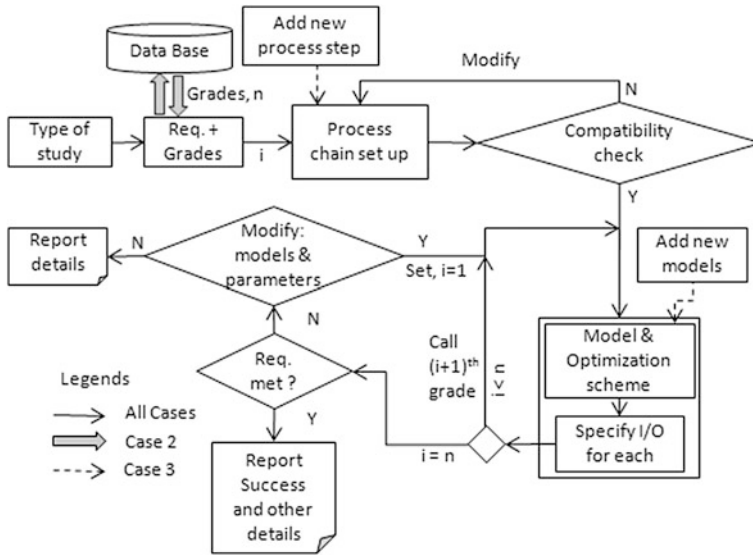 Data Base
Add new
process step
Modify
Grades, n
N
Type of
study
Req. +
Grades
i
Process
chain set up
Compatibility
check
Y
Report
details
N
Modify:
models &
parameters
Y
Set, i=1
Add new
models
N
Call
(i+1)th
grade
i < n
Model &
Optimization
scheme
Req.
met ?
Legends
All Cases
Case 2
Case 3
Y
i = n
Specify I/O
for each
Report
Success
and other
details